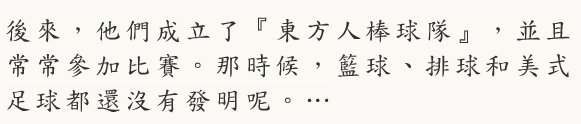 後來，他們成立了『東方人棒球隊』，並且
常常參加比賽。那時候，籃球、排球和美式
足球都還沒有發明呢。…